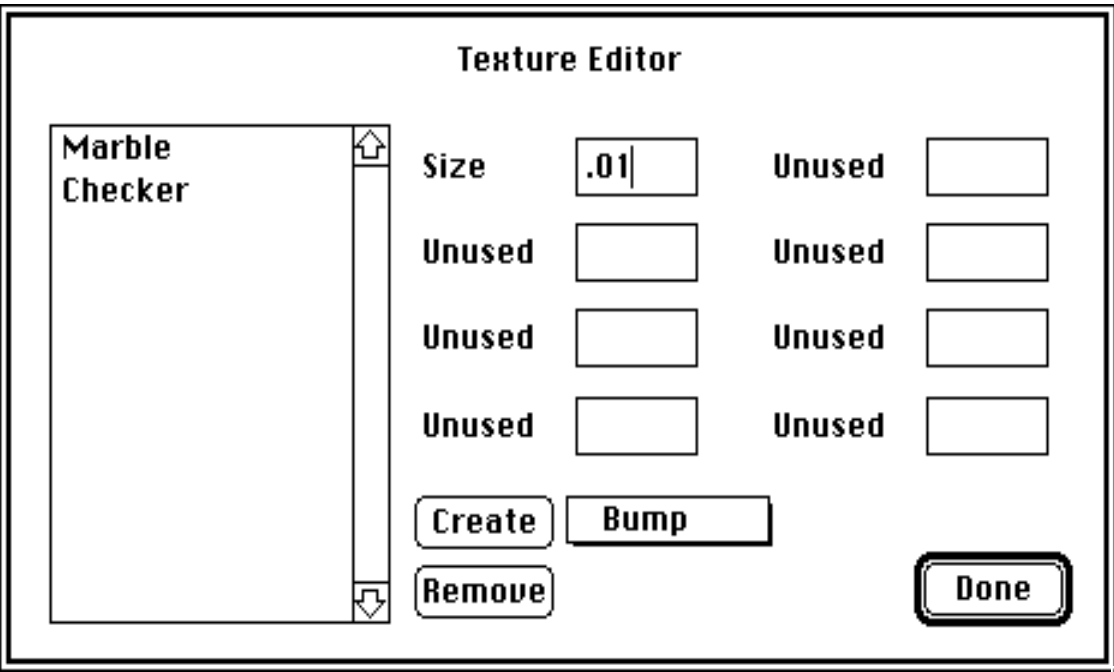 Texture Editor
Marble
Checker
Size .01 Unused
Unused Unused
Unused Unused
Unused Unused
Create Bump
Remove
Done